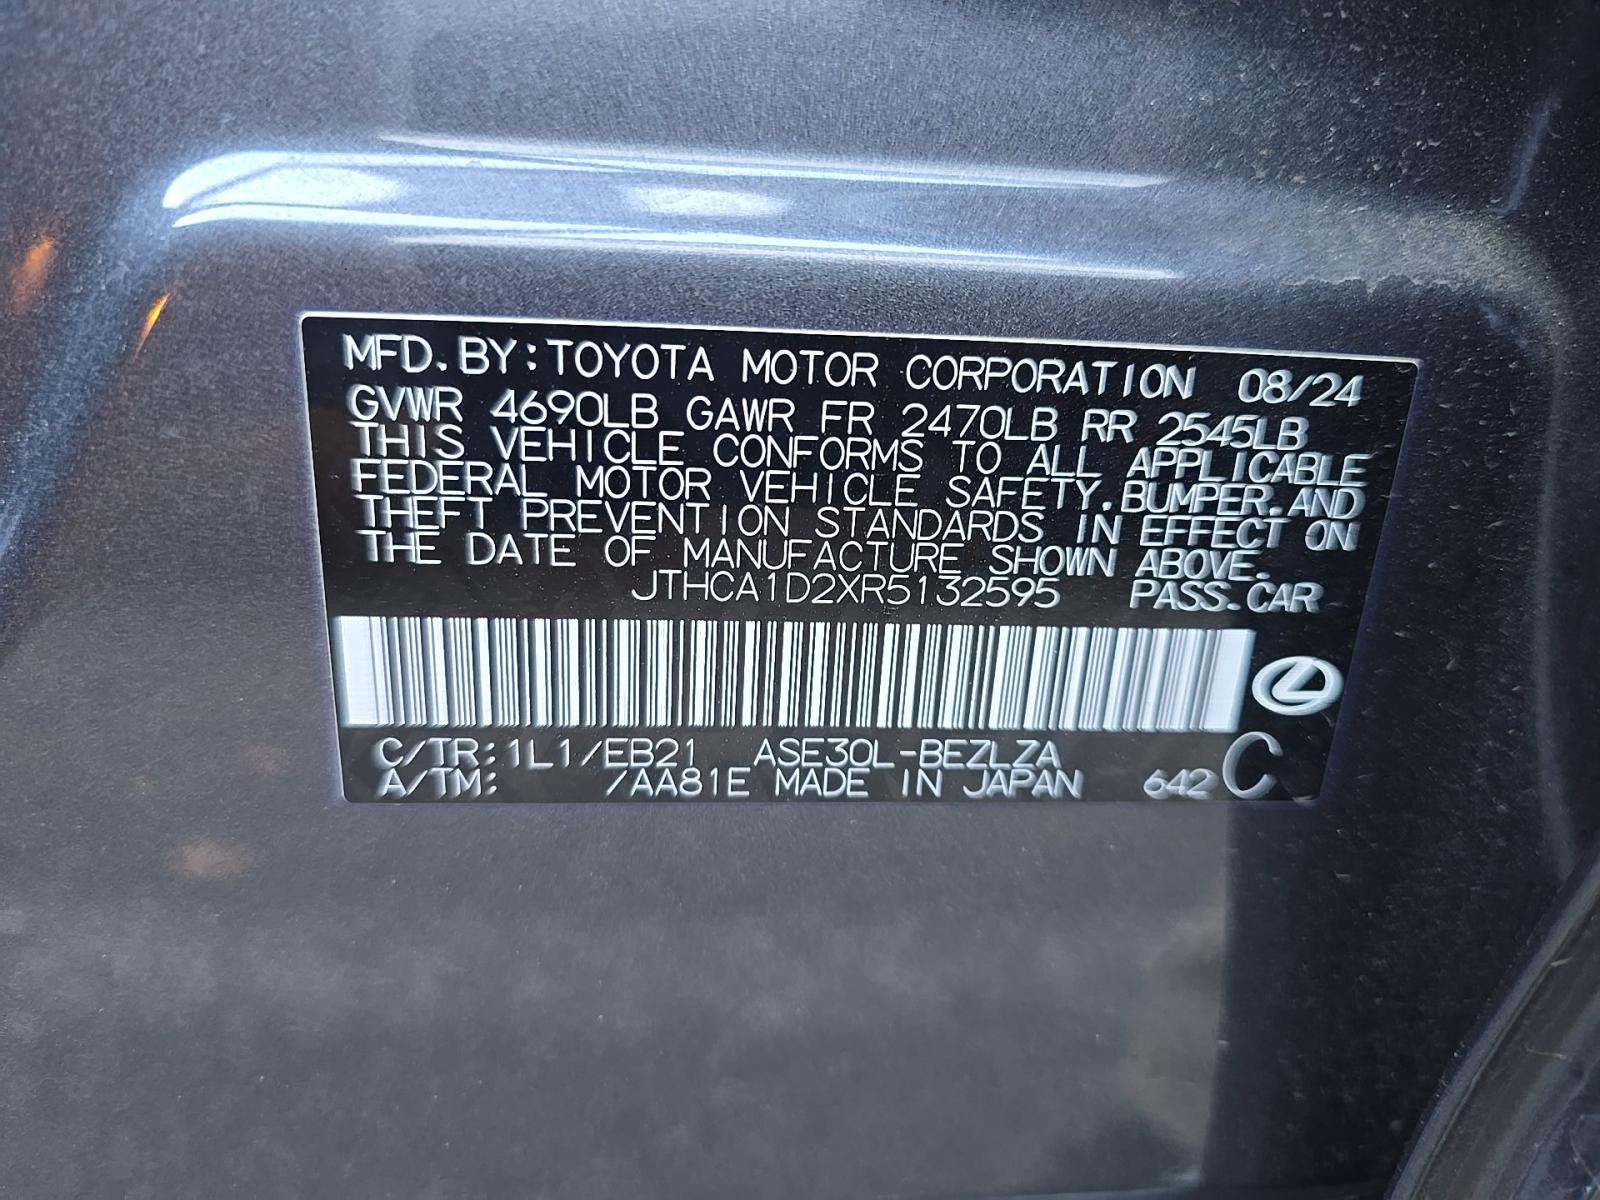 MFD. BY: TOYOTA MOTOR CORPORATION 08/24
GVWR 4690LB GAWR FR 2470LB RR 2545LB
THIS VEHICLE CONFORMS TO ALL APPLICABLE
FEDERAL MOTOR VEHICLE SAFETY, BUMPER, AND
THEFT PREVENTION STANDARDS IN EFFECT ON
THE DATE OF MANUFACTURE SHOWN ABOVE.
JTHCA1D2XR5132595 PASS. CAR
C/TR: 1L1/EB21 ASE30L-BEZLZA
A/TM: /AA81E MADE IN JAPAN 642 C